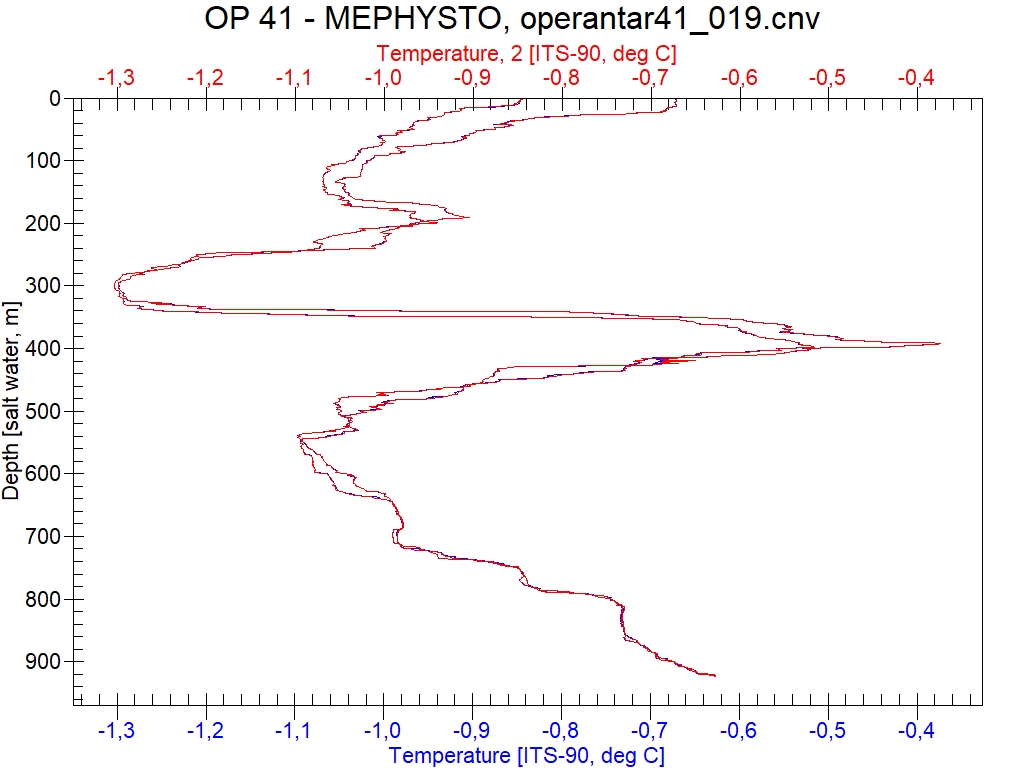 OP 41 - MEPHYSTO, operantar41_019.cnv
Temperature, 2 [ITS-90, deg C]
-1,3 -1,2 -1,1 -1,0 -0,9 -0,8 -0,7 -0,6 -0,5 -0,4
0
100
200
300
400
500
600
700
800
900
Depth [salt water, m]
-1,3 -1,2 -1,1 -1,0 -0,9 -0,8 -0,7 -0,6 -0,5 -0,4
Temperature [ITS-90, deg C]